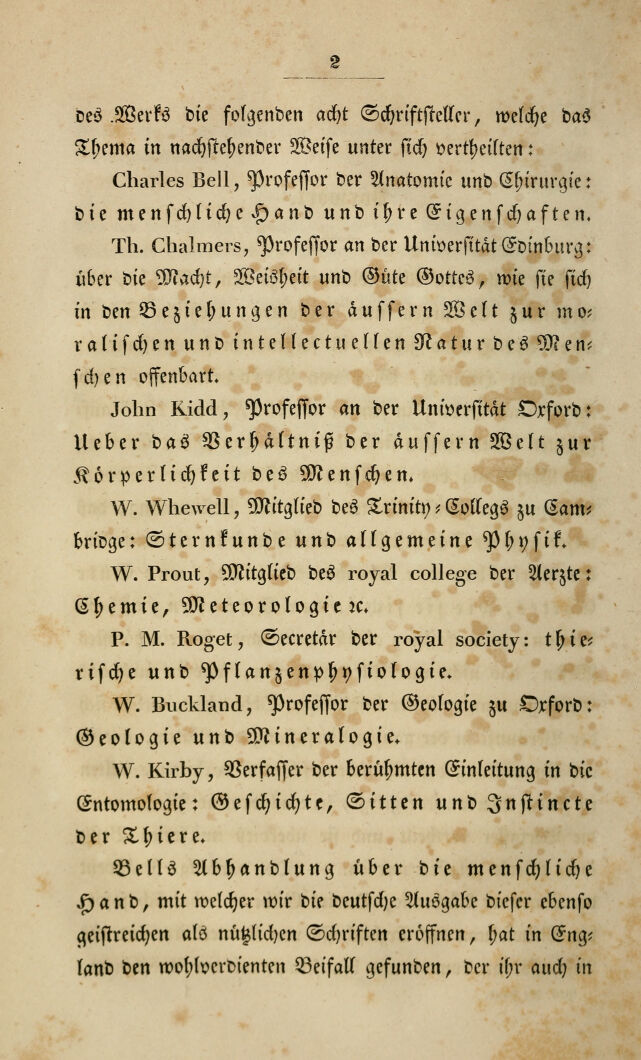 2
des Werks die folgenden acht Schriftsteller, welche das
Thema in nachstehender Weise unter sich vertheilten:
Charles Bell, Professor der Anatomie und Chirurgie:
die menschliche Hand und ihre Eigenschaften.
Th. Chalmers, Professor an der Universität Edinburg:
über die Macht, Weisheit und Güte Gottes, wie sie sich
in den Beziehungen der äussern Welt zur mo-
ralischen und intellectuellen Natur des Men-
schen offenbart.
John Kidd, Professor an der Universität Oxford:
Ueber das Verhältniß der äussern Welt zur
Körperlichkeit des Menschen.
W. Whewell, Mitglied des Trinity-Collegs zu Cam-
bridge: Sternkunde und allgemeine Physik.
W. Prout, Mitglied des royal college der Aerzte:
Chemie, Meteorologie ꝛc.
P. M. Roget, Secretär der royal society: thie-
rische und Pflanzenphysiologie.
W. Buckland, Professor der Geologie zu Oxford:
Geologie und Mineralogie.
W. Kirby, Verfasser der berühmten Einleitung in die
Entomologie: Geschichte, Sitten und Instincte
der Thiere.
Bells Abhandlung über die menschliche
Hand, mit welcher wir die deutsche Ausgabe dieser ebenso
geistreichen als nützlichen Schriften eröffnen, hat in Eng-
land den wohlverdienten Beifall gefunden, der ihr auch in